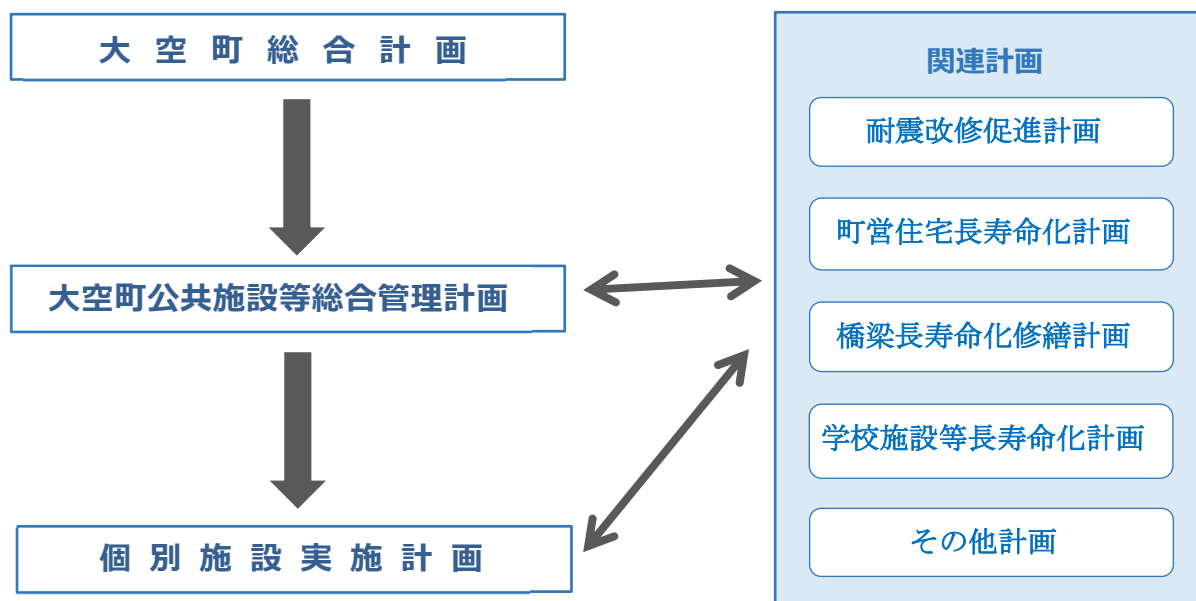 大空町総合計画
大空町公共施設等総合管理計画
個別施設実施計画
関連計画
耐震改修促進計画
町営住宅長寿命化計画
橋梁長寿命化修繕計画
学校施設等長寿命化計画
その他計画